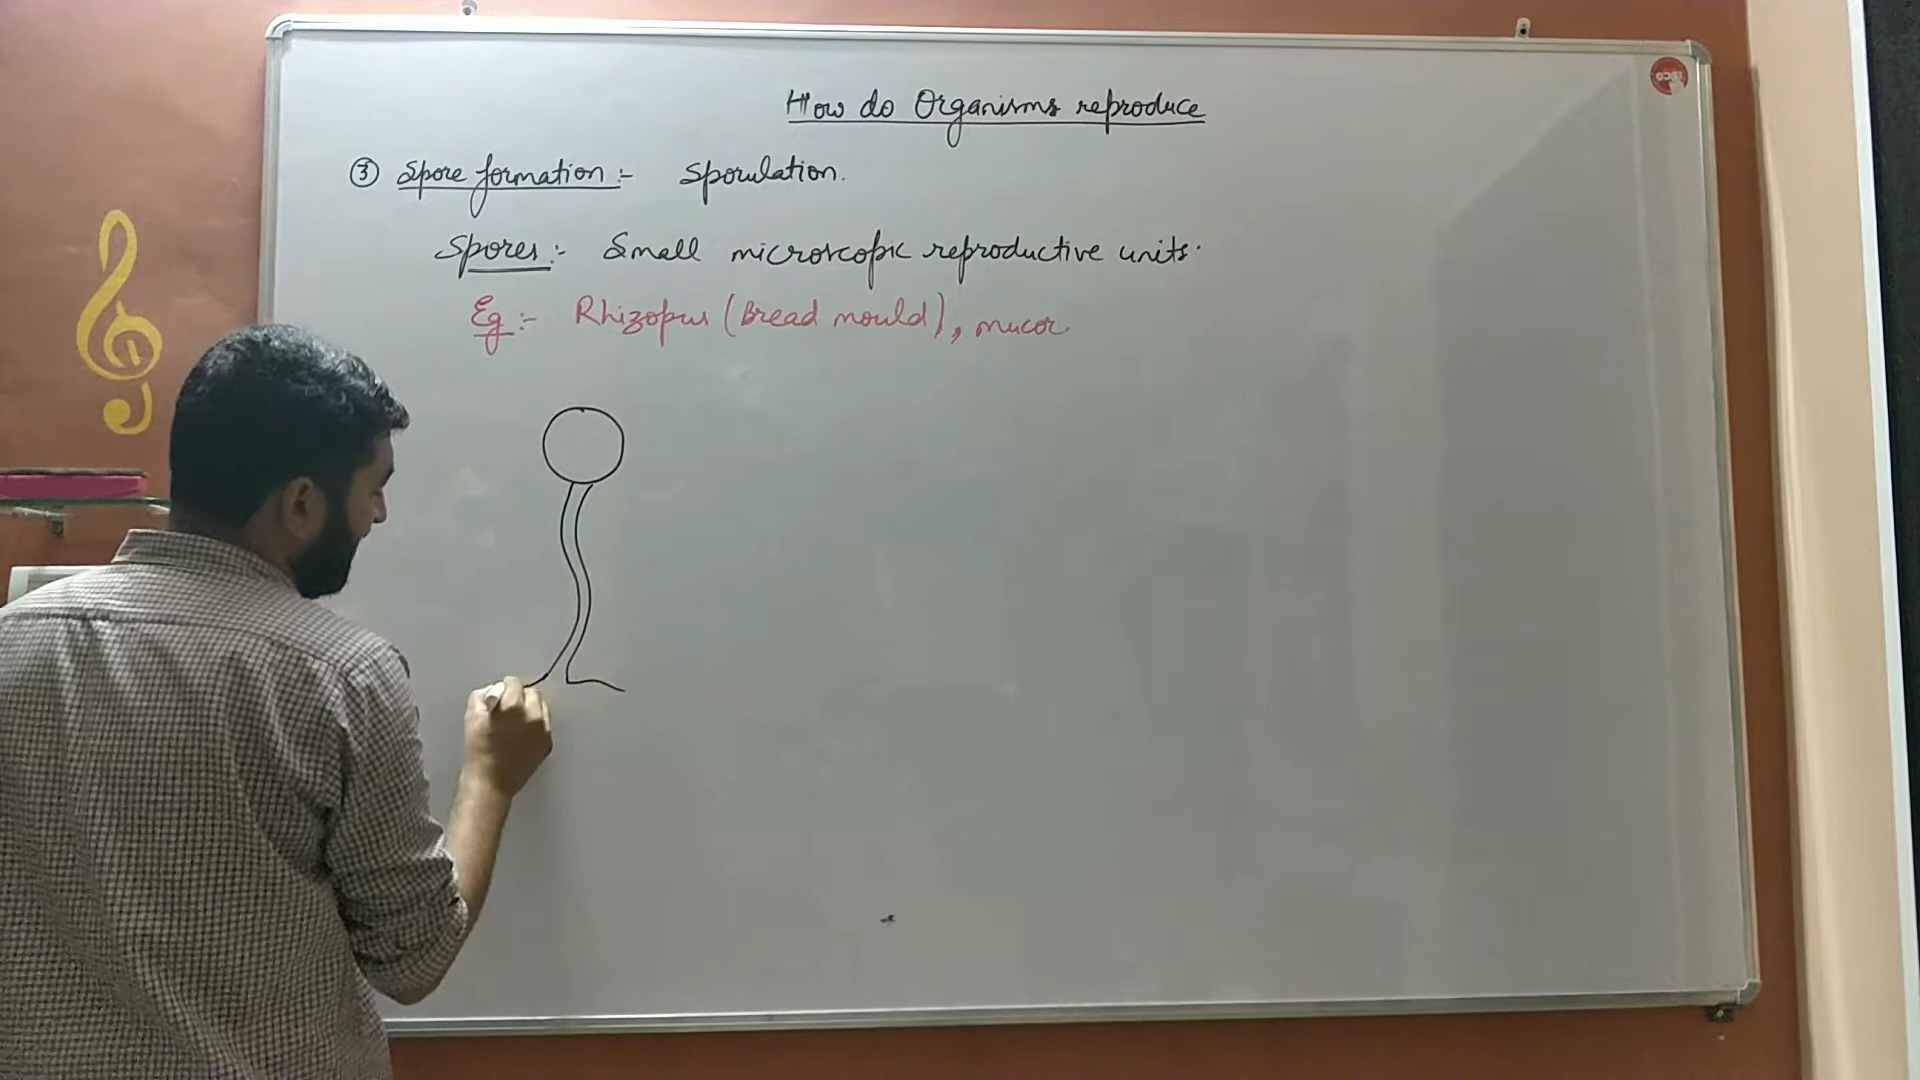 How do Organisms reproduce
③ Spore formation :- Sporulation.
Spores :- Small microscopic reproductive units.
Eg :- Rhizopus (Bread mould), mucor